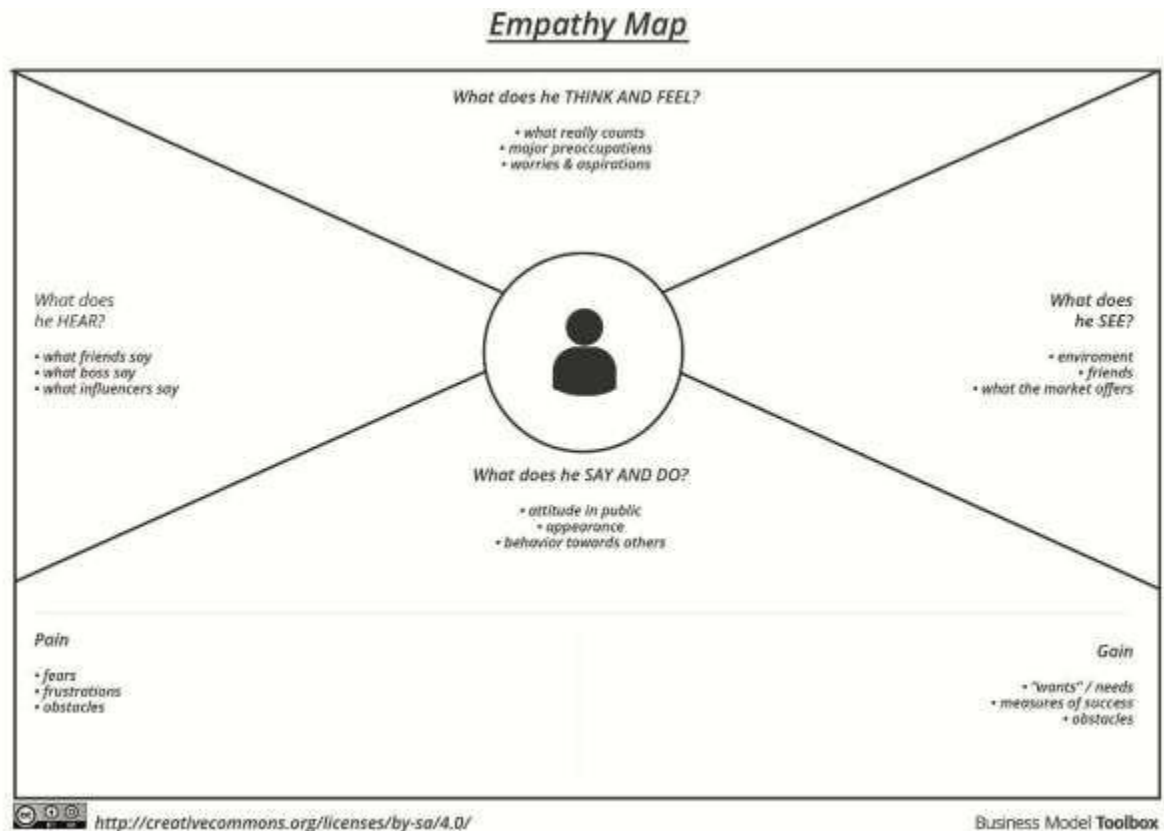 Empathy Map
What does he THINK AND FEEL?
• what really counts
• major preoccupatiens
• worries & aspirations
What does
he HEAR?
• what friends say
• what boss say
• what influencers say
What does
he SEE?
• enviroment
• friends
• what the market offers
What does he SAY AND DO?
• attitude in public
• appearance
• behavior towards others
Pain
• fears
• frustrations
• obstacles
Gain
• "wants" / needs
• measures of success
• obstacles
http://creativecommons.org/licenses/by-sa/4.0/
Business Model Toolbox